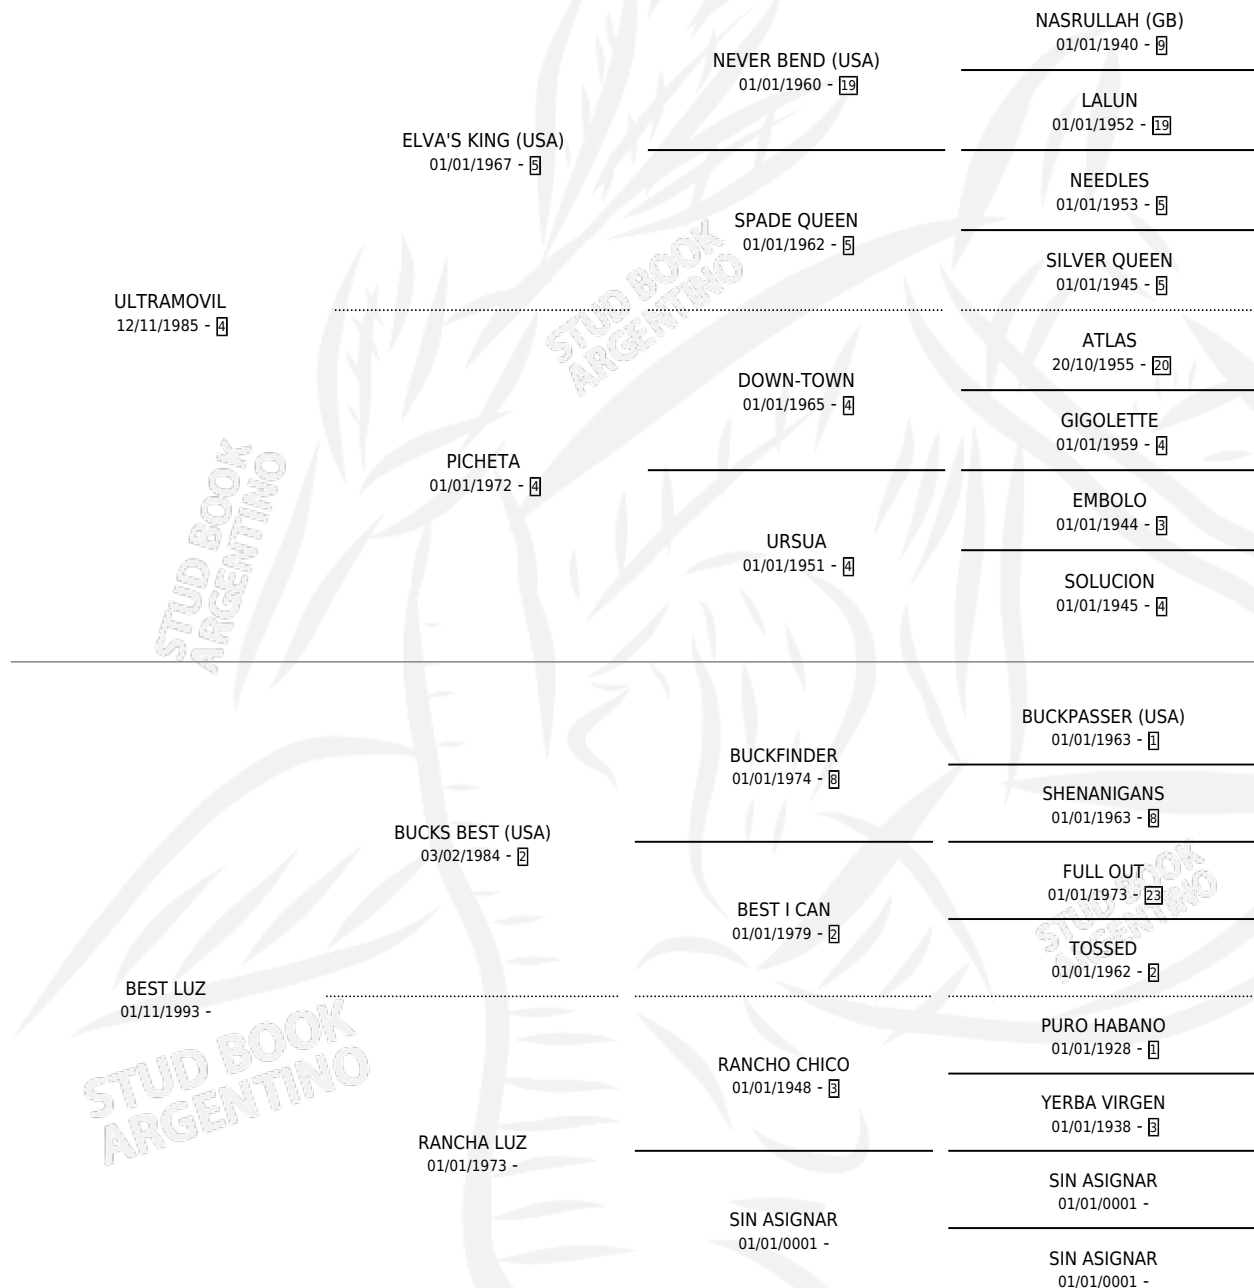 NASRULLAH (GB)
01/01/1940 - 9
NEVER BEND (USA)
01/01/1960 - 19
LALUN
01/01/1952 - 19
ELVA'S KING (USA)
01/01/1967 - 5
NEEDLES
01/01/1953 - 5
SPADE QUEEN
01/01/1962 - 5
SILVER QUEEN
01/01/1945 - 5
ULTRAMOVIL
12/11/1985 - 4
STUD BOOK
ARGENTINO
ATLAS
20/10/1955 - 20
DOWN-TOWN
01/01/1965 - 4
GIGOLETTE
01/01/1959 - 4
PICHETA
01/01/1972 - 4
EMBOLO
01/01/1944 - 3
URSUA
01/01/1951 - 4
SOLUCION
01/01/1945 - 4
STUD BOOK
ARGENTINO
BUCKPASSER (USA)
01/01/1963 - 1
BUCKFINDER
01/01/1974 - 8
SHENANIGANS
01/01/1963 - 8
BUCKS BEST (USA)
03/02/1984 - 2
FULL OUT
01/01/1973 - 23
BEST I CAN
01/01/1979 - 2
TOSSED
01/01/1962 - 2
STUD BOOK
ARGENTINO
BEST LUZ
01/11/1993 -
PURO HABANO
01/01/1928 - 1
RANCHO CHICO
01/01/1948 - 3
YERBA VIRGEN
01/01/1938 - 3
STUD BOOK
ARGENTINO
RANCHA LUZ
01/01/1973 -
SIN ASIGNAR
01/01/0001 -
SIN ASIGNAR
01/01/0001 -
SIN ASIGNAR
01/01/0001 -